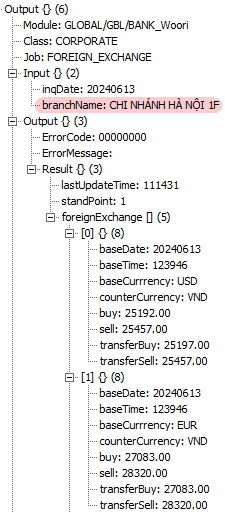 Output {} (6)
Module: GLOBAL/GBL/BANK_Woori
Class: CORPORATE
Job: FOREIGN_EXCHANGE
Input {} (2)
inqDate: 20240613
branchName: CHI NHÁNH HÀ NỘI 1F
Output {} (3)
ErrorCode: 00000000
ErrorMessage:
Result {} (3)
lastUpdateTime: 111431
standPoint: 1
foreignExchange [] (5)
[0] {} (8)
baseDate: 20240613
baseTime: 123946
baseCurrrency: USD
counterCurrency: VND
buy: 25192.00
sell: 25457.00
transferBuy: 25197.00
transferSell: 25457.00
[1] {} (8)
baseDate: 20240613
baseTime: 123946
baseCurrrency: EUR
counterCurrency: VND
buy: 27083.00
sell: 28320.00
transferBuy: 27083.00
transferSell: 28320.00